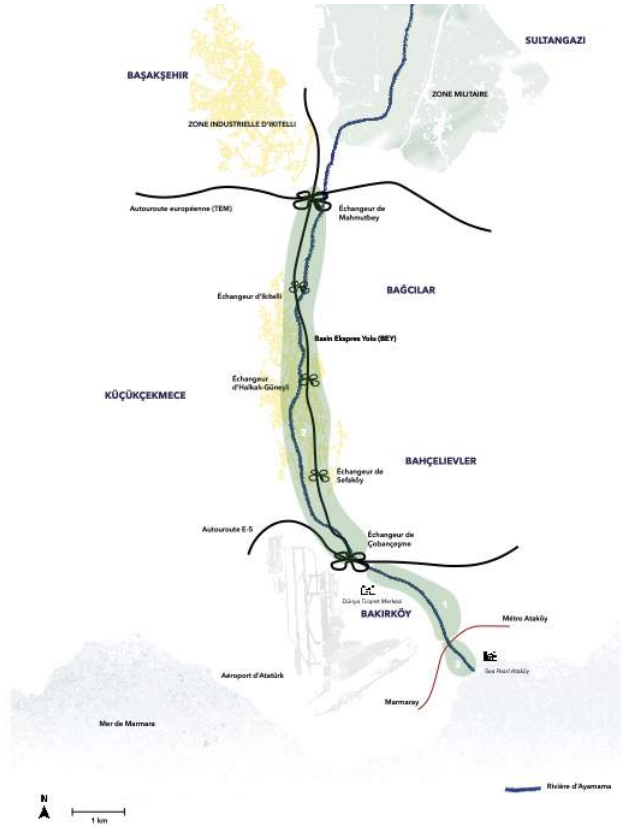 SULTANGAZI
BAŞAKŞEHIR
ZONE MILITAIRE
ZONE INDUSTRIELLE D'IKITELLI
Autouroute européenne (TEM)
Échangeur de
Mahmutbey
BAĞCILAR
Échangeur d'Ikitelli
Basin Ekspres Yolu (BEY)
Échangeur
d'Halkalı-Güneşli
KÜÇÜKÇEKMECE
2
BAHÇELIEVLER
Échangeur de
Sefaköy
Autouroute E-5
Échangeur de
Çobançeşme
Dünya Ticaret Merkezi
BAKIRKÖY
1
Métro Ataköy
3
Sea Pearl Ataköy
Aéroport d'Atatürk
Marmaray
Mer de Marmara
N
1 km
Rivière d'Ayamama